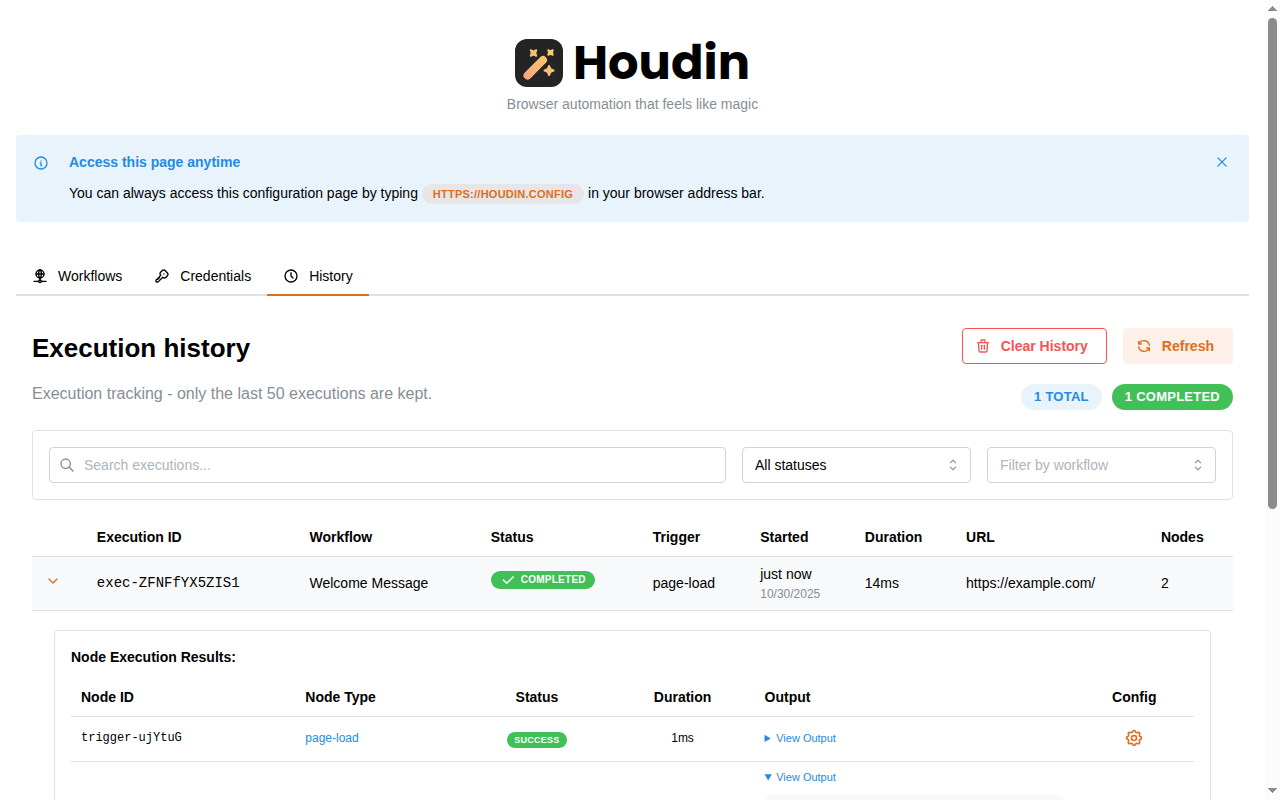 Houdin
Browser automation that feels like magic
Access this page anytime
You can always access this configuration page by typing HTTPS://HOUDIN.CONFIG in your browser address bar.
Workflows Credentials History
Execution history Clear History Refresh
Execution tracking - only the last 50 executions are kept. 1 TOTAL 1 COMPLETED
Search executions... All statuses Filter by workflow
Execution ID Workflow Status Trigger Started Duration URL Nodes
exec-ZFNFfYX5ZIS1 Welcome Message COMPLETED page-load just now 14ms https://example.com/ 2
10/30/2025
Node Execution Results:
Node ID Node Type Status Duration Output Config
trigger-ujYtuG page-load SUCCESS 1ms View Output
View Output